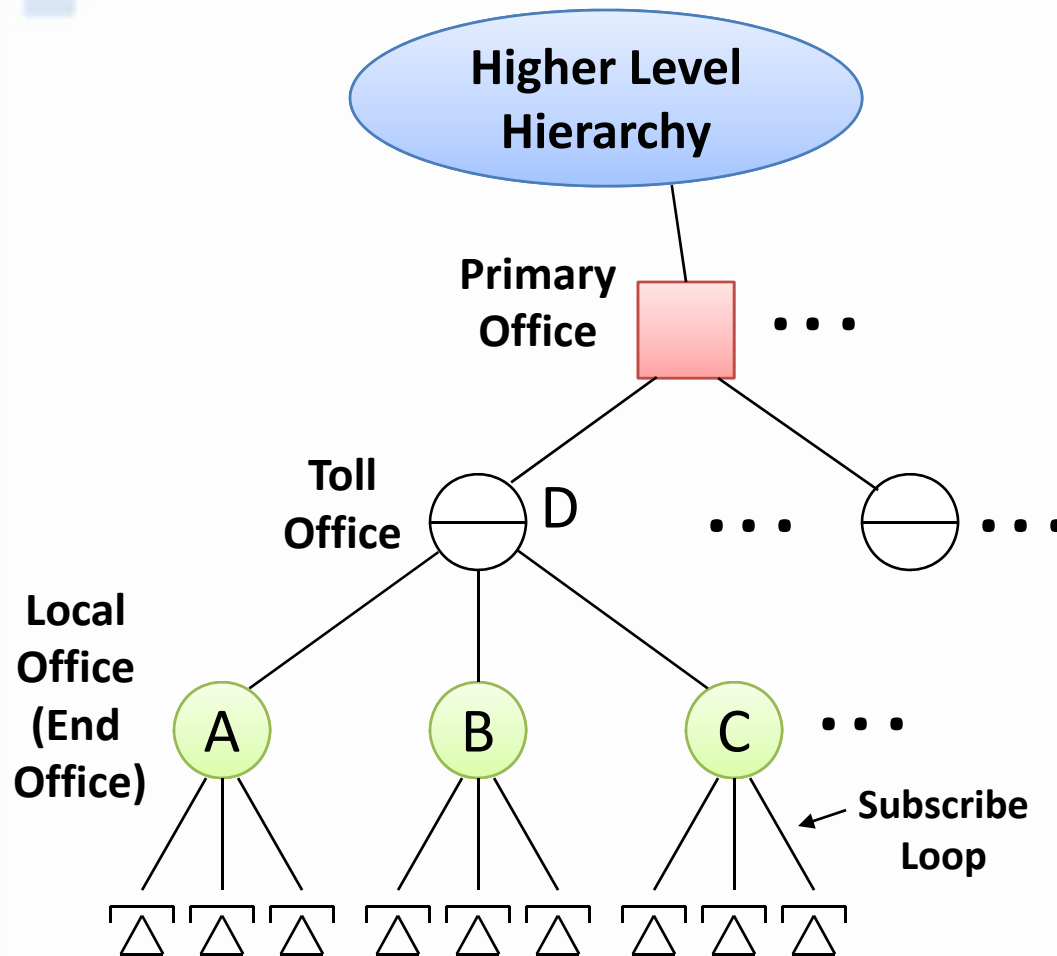 Higher Level
Hierarchy
Primary
Office
. . .
Toll
Office
D
. . .
. . .
Local
Office
(End
Office)
A
B
C
. . .
Subscribe
Loop